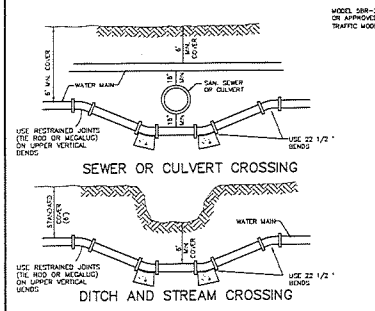 MODEL SBR-
OR APPROVED
TRAFFIC MODE
6' MIN. COVER
6' MIN. COVER
WATER MAIN
18" MIN
SAN. SEWER
OR CULVERT
18" MIN
USE RESTRAINED JOINTS
(TIE ROD OR MEGALUG)
ON UPPER VERTICAL
BENDS
USE 22 1/2 °
BENDS
SEWER OR CULVERT CROSSING
STANDARD
COVER
(6')
WATER MAIN
6' MIN. COVER
USE RESTRAINED JOINTS
(TIE ROD OR MEGALUG)
ON UPPER VERTICAL
BENDS
USE 22 1/2 °
BENDS
DITCH AND STREAM CROSSING